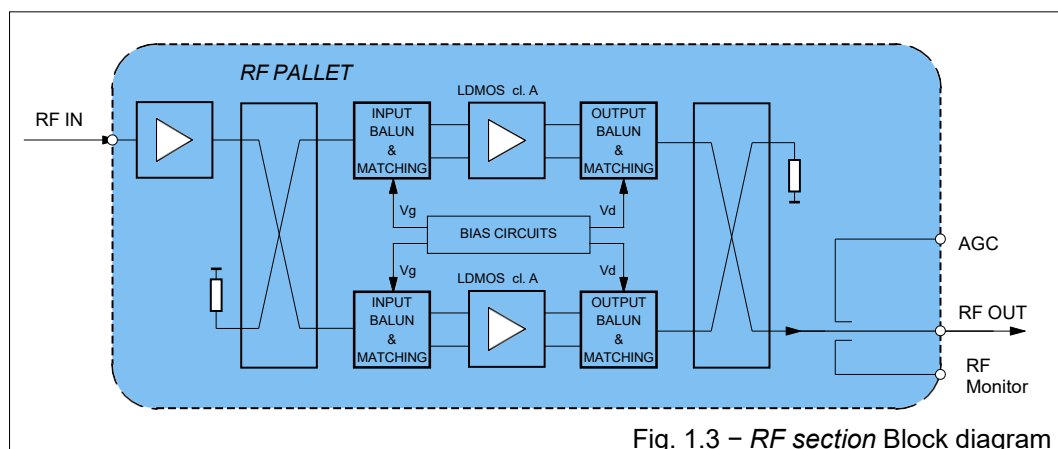 RF PALLET
RF IN
INPUT
BALUN
&
MATCHING
LDMOS cl. A
OUTPUT
BALUN
&
MATCHING
Vg
Vd
BIAS CIRCUITS
Vg
Vd
LDMOS cl. A
INPUT
BALUN
&
MATCHING
OUTPUT
BALUN
&
MATCHING
AGC
RF OUT
RF
Monitor
Fig. 1.3 − RF section Block diagram